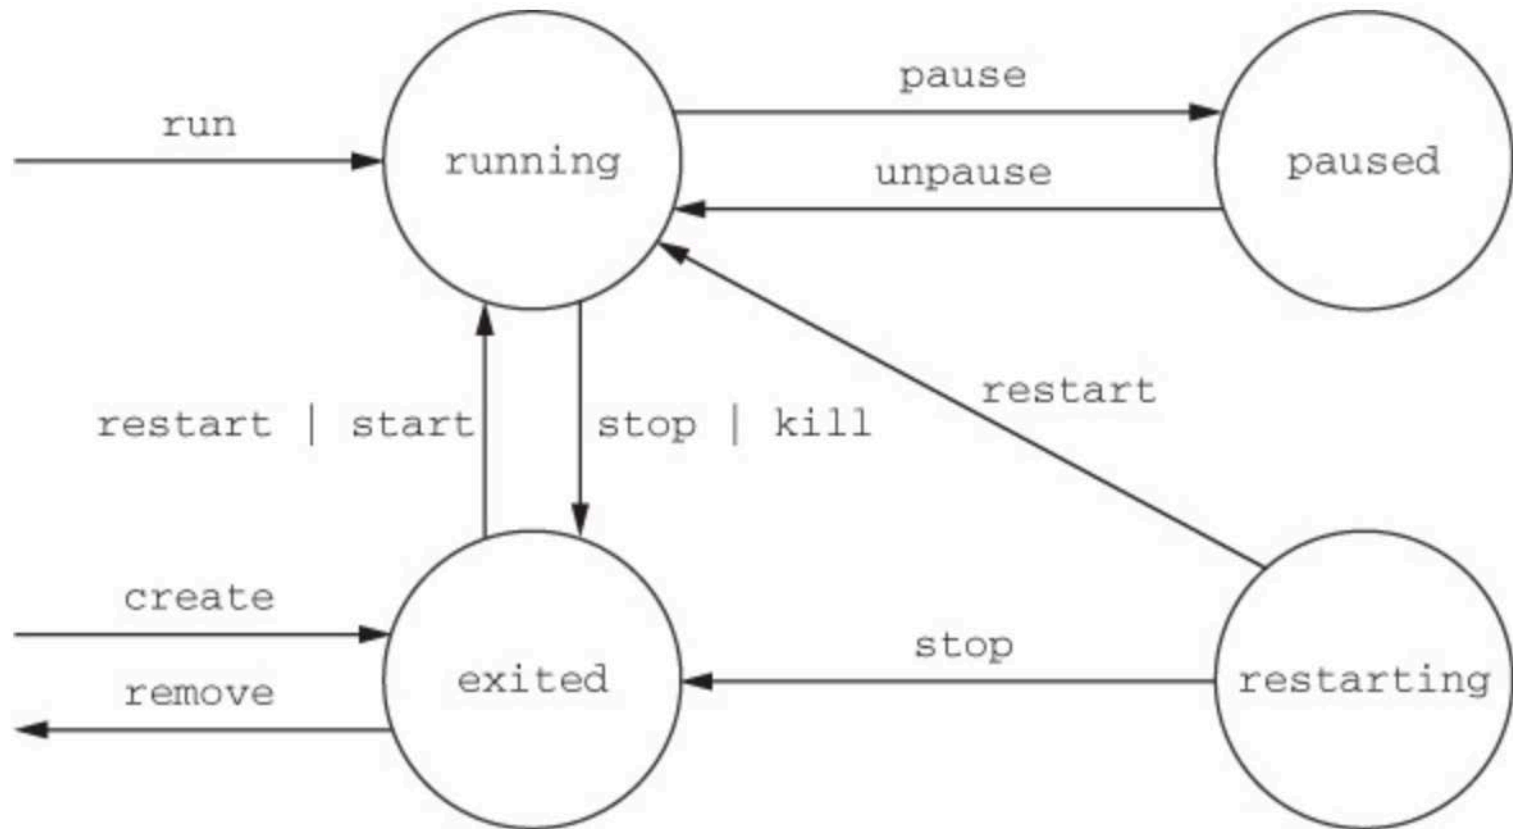 pause
run
running
paused
unpause
restart
restart | start
stop | kill
create
stop
exited
restarting
remove